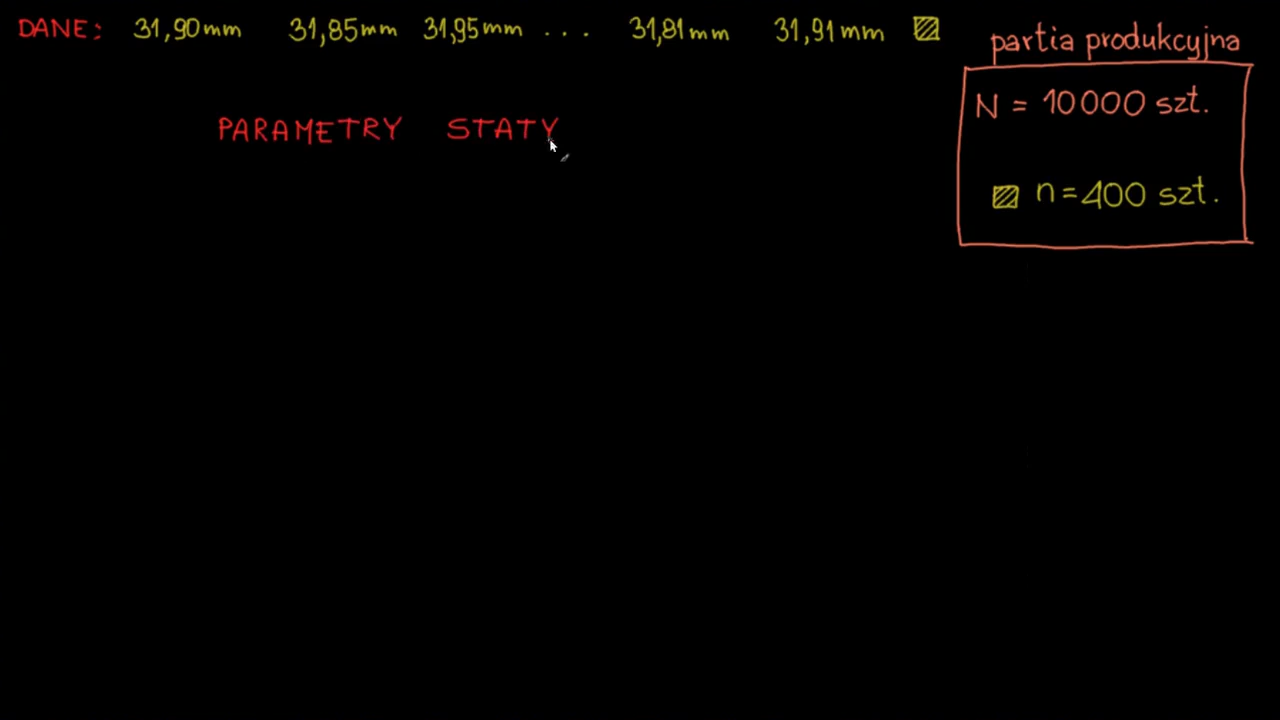 DANE: 31,90mm 31,85mm 31,95mm ... 31,81mm 31,91mm
partia produkcyjna
N = 10000 szt.
PARAMETRY STATY
n=400 szt.